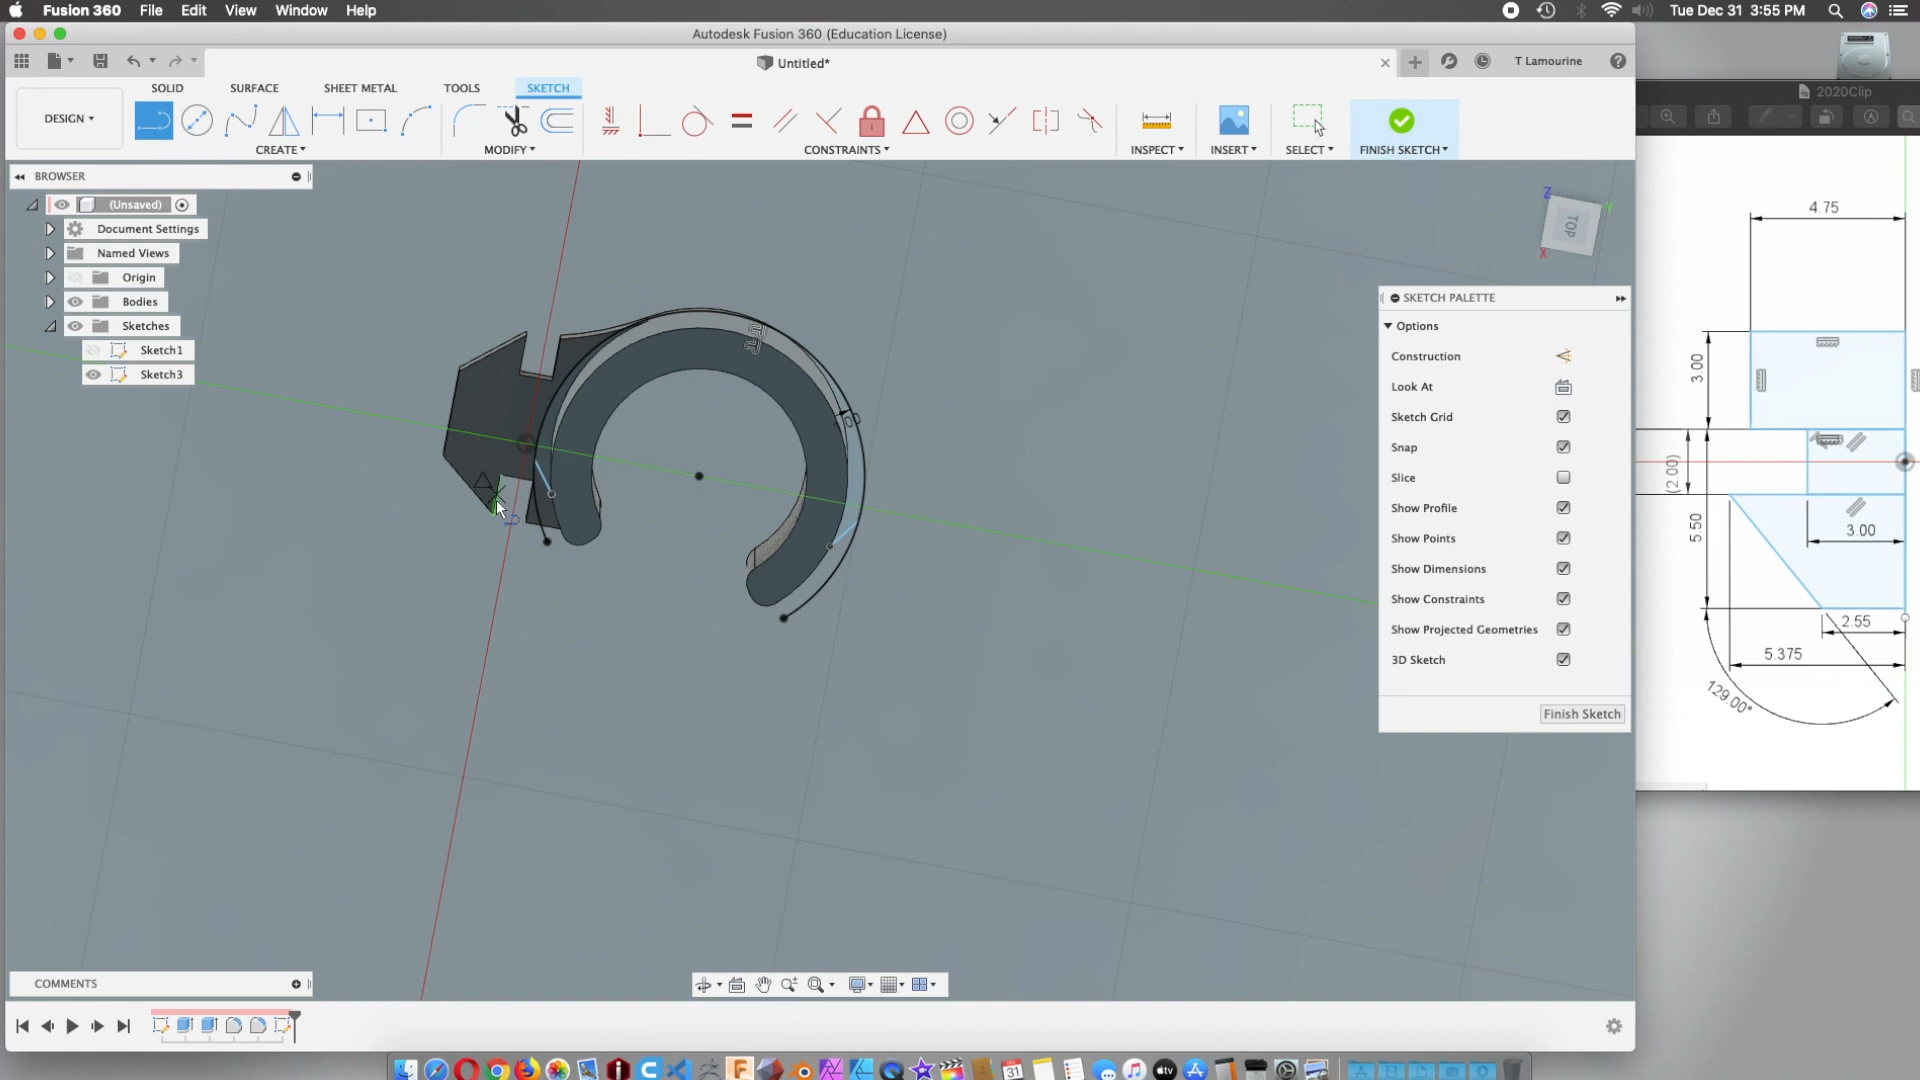 Fusion 360 File Edit View Window Help
Tue Dec 31 3:55 PM
Autodesk Fusion 360 (Education License)
Untitled*
T Lamourine
2020Clip
SOLID SURFACE SHEET METAL TOOLS SKETCH
DESIGN
CREATE MODIFY CONSTRAINTS INSPECT INSERT SELECT FINISH SKETCH
BROWSER
(Unsaved)
Document Settings
Named Views
Origin
Bodies
Sketches
Sketch1
Sketch3
Z
Y
TOP
X
SKETCH PALETTE
Options
Construction
Look At
Sketch Grid
Snap
Slice
Show Profile
Show Points
Show Dimensions
Show Constraints
Show Projected Geometries
3D Sketch
Finish Sketch
4.75
3.00
(2.00)
5.50
3.00
2.55
5.375
129.00°
COMMENTS
31
tv